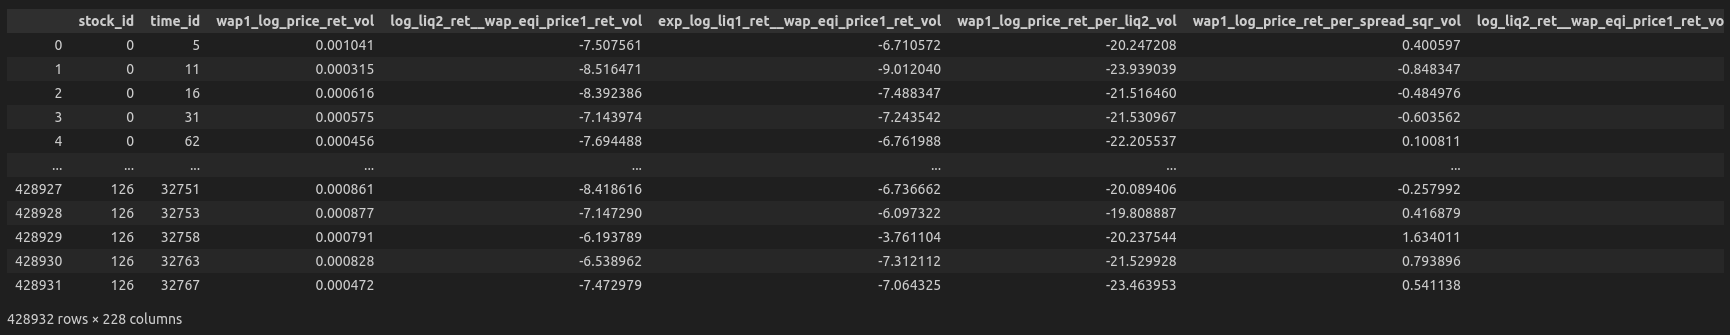 stock_id time_id wap1_log_price_ret_vol log_liq2_ret__wap_eqi_price1_ret_vol exp_log_liq1_ret__wap_eqi_price1_ret_vol wap1_log_price_ret_per_liq2_vol wap1_log_price_ret_per_spread_sqr_vol log_liq2_ret__wap_eqi_price1_ret_vo
0 0 5 0.001041 -7.507561 -6.710572 -20.247208 0.400597
1 0 11 0.000315 -8.516471 -9.012040 -23.939039 -0.848347
2 0 16 0.000616 -8.392386 -7.488347 -21.516460 -0.484976
3 0 31 0.000575 -7.143974 -7.243542 -21.530967 -0.603562
4 0 62 0.000456 -7.694488 -6.761988 -22.205537 0.100811
... ... ... ... ... ... ... ...
428927 126 32751 0.000861 -8.418616 -6.736662 -20.089406 -0.257992
428928 126 32753 0.000877 -7.147290 -6.097322 -19.808887 0.416879
428929 126 32758 0.000791 -6.193789 -3.761104 -20.237544 1.634011
428930 126 32763 0.000828 -6.538962 -7.312112 -21.529928 0.793896
428931 126 32767 0.000472 -7.472979 -7.064325 -23.463953 0.541138
428932 rows × 228 columns